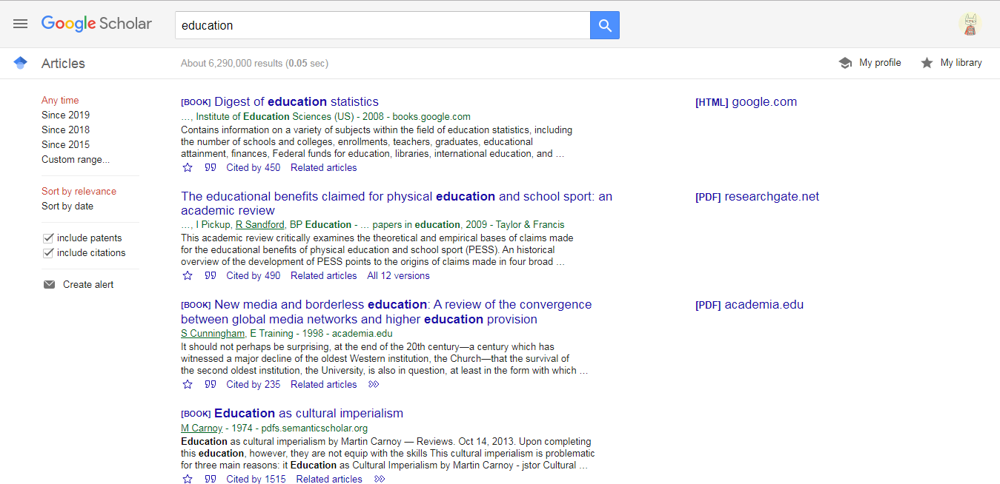 Google Scholar
education
Articles
About 6,290,000 results (0.05 sec)
My profile
My library
Any time
Since 2019
Since 2018
Since 2015
Custom range...
Sort by relevance
Sort by date
include patents
include citations
Create alert
[BOOK] Digest of education statistics
…, Institute of Education Sciences (US) - 2008 - books.google.com
Contains information on a variety of subjects within the field of education statistics, including
the number of schools and colleges, enrollments, teachers, graduates, educational
attainment, finances, Federal funds for education, libraries, international education, and …
Cited by 450 Related articles
[HTML] google.com
The educational benefits claimed for physical education and school sport: an
academic review
…, I Pickup, R Sandford, BP Education - … papers in education, 2009 - Taylor & Francis
This academic review critically examines the theoretical and empirical bases of claims made
for the educational benefits of physical education and school sport (PESS). An historical
overview of the development of PESS points to the origins of claims made in four broad …
Cited by 490 Related articles All 12 versions
[PDF] researchgate.net
[BOOK] New media and borderless education: A review of the convergence
between global media networks and higher education provision
S Cunningham, E Training - 1998 - academia.edu
It should not perhaps be surprising, at the end of the 20th century—a century which has
witnessed a major decline of the oldest Western institution, the Church—that the survival of
the second oldest institution, the University, is also in question, at least in the form with which …
Cited by 235 Related articles
[PDF] academia.edu
[BOOK] Education as cultural imperialism
M Carnoy - 1974 - pdfs.semanticscholar.org
Education as cultural imperialism by Martin Carnoy — Reviews. Oct 14, 2013. Upon completing
this education, however, they are not equip with the skills This cultural imperialism is problematic
for three main reasons: it Education as Cultural Imperialism by Martin Carnoy - jstor Cultural …
Cited by 1515 Related articles